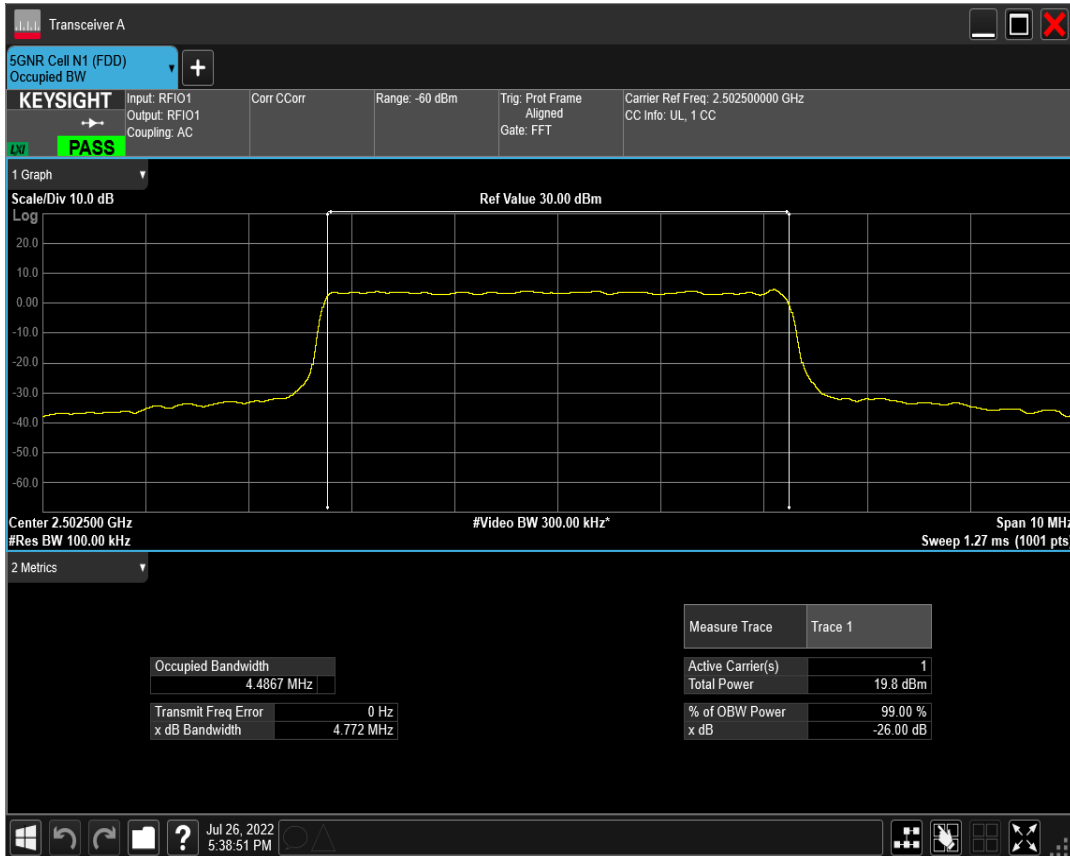 Transceiver A
5GNR Cell N1 (FDD)
Occupied BW
+
KEYSIGHT
LXI
PASS
Input: RFIO1
Output: RFIO1
Coupling: AC
Corr CCorr
Range: -60 dBm
Trig: Prot Frame
Aligned
Gate: FFT
Carrier Ref Freq: 2.502500000 GHz
CC Info: UL, 1 CC
1 Graph
Scale/Div 10.0 dB
Ref Value 30.00 dBm
Log
20.0
10.0
0.00
-10.0
-20.0
-30.0
-40.0
-50.0
-60.0
Center 2.502500 GHz
#Video BW 300.00 kHz*
Span 10 MHz
#Res BW 100.00 kHz
Sweep 1.27 ms (1001 pts)
2 Metrics
Measure Trace Trace 1
Occupied Bandwidth
4.4867 MHz
Active Carrier(s) 1
Total Power 19.8 dBm
Transmit Freq Error 0 Hz
x dB Bandwidth 4.772 MHz
% of OBW Power 99.00 %
x dB -26.00 dB
?
Jul 26, 2022
5:38:51 PM